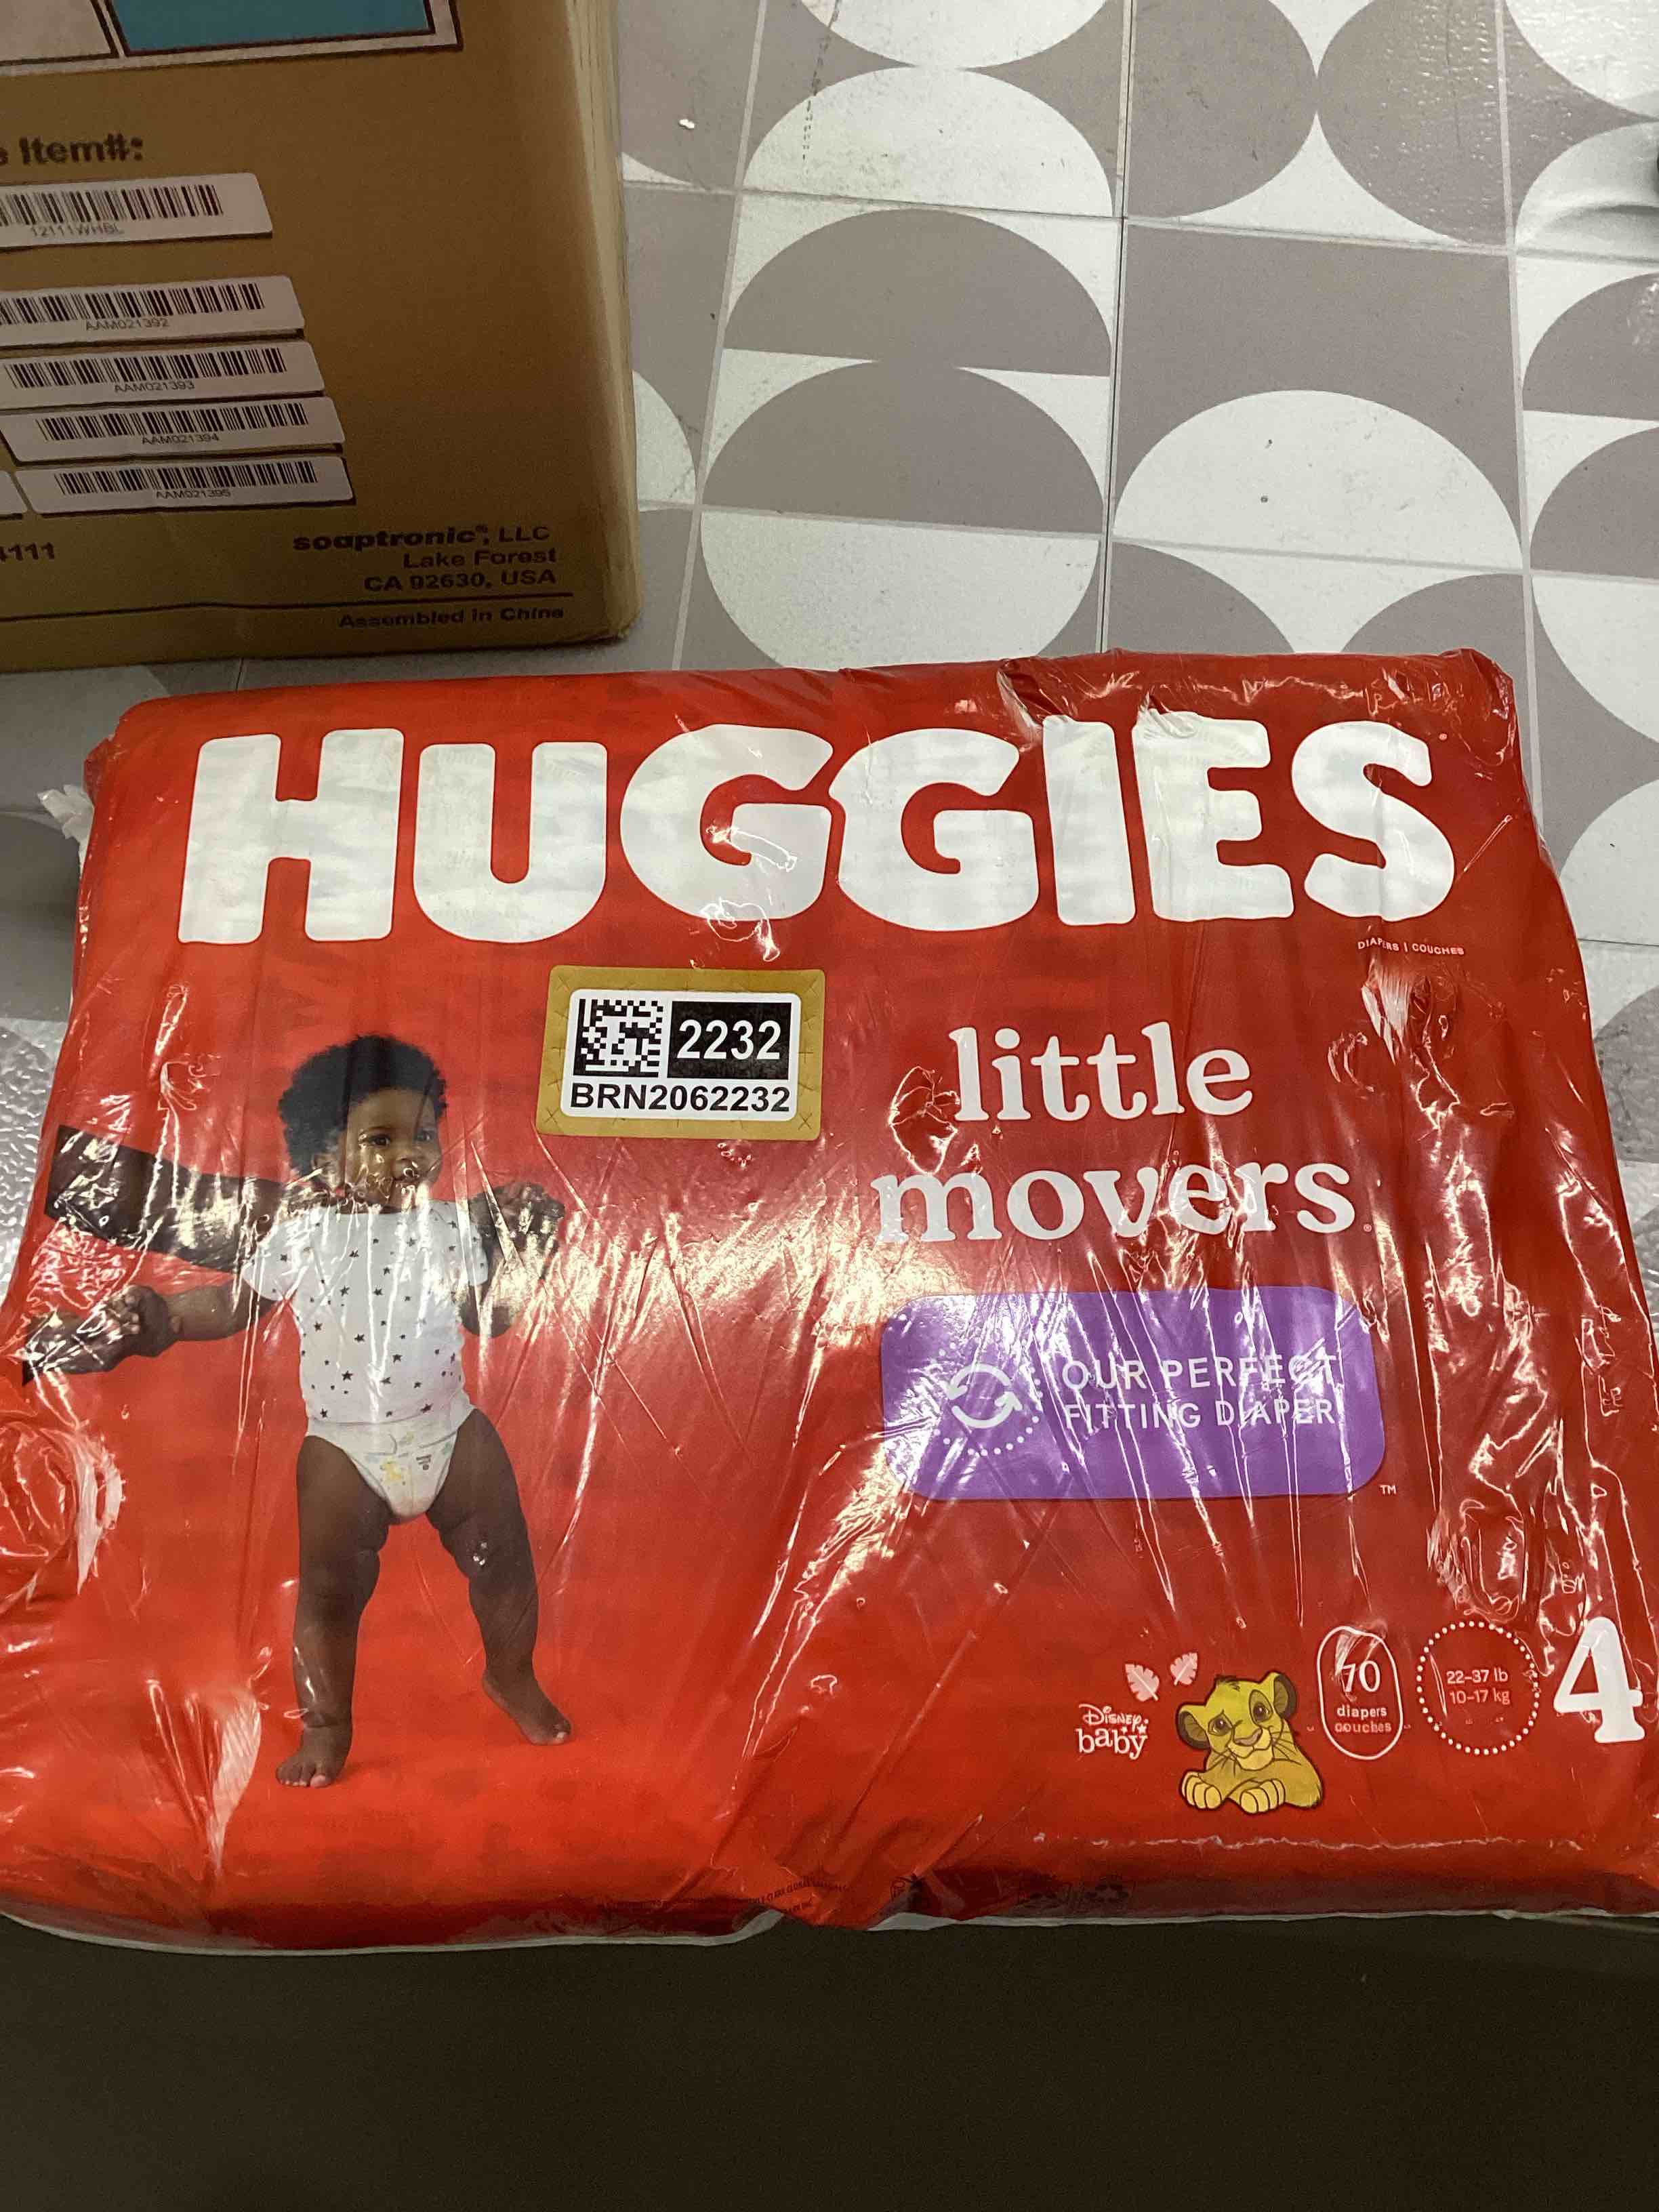 Item#:
12111WHBL
AAM021392
AAM021393
AAM021394
AAM021395
4111
soaptronic®, LLC
Lake Forest
CA 92630, USA
Assembled in China
HUGGIES
DIAPERS | COUCHES
2232
BRN2062232
little
movers
OUR PERFECT
FITTING DIAPER
TM
Disney
baby
70
diapers
couches
22-37 lb
10-17 kg
4